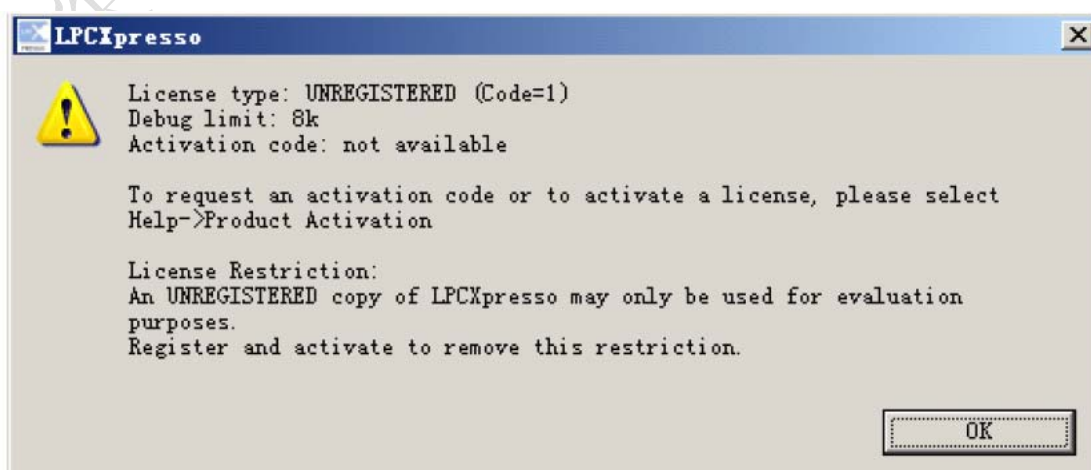 LPCXpresso
License type: UNREGISTERED (Code=1)
Debug limit: 8k
Activation code: not available
To request an activation code or to activate a license, please select
Help->Product Activation
License Restriction:
An UNREGISTERED copy of LPCXpresso may only be used for evaluation
purposes.
Register and activate to remove this restriction.
OK